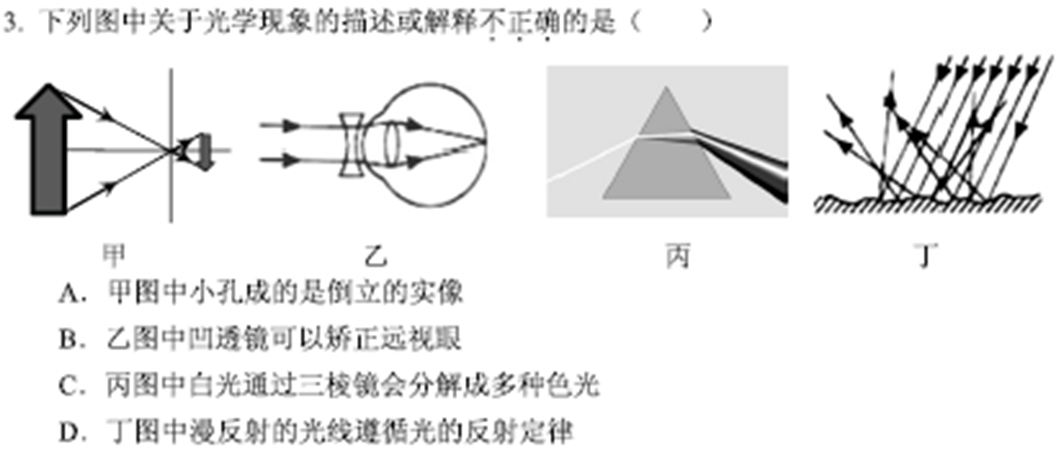 3. 下列图中关于光学现象的描述或解释不正确的是（　　）
甲 乙 丙 丁
A. 甲图中小孔成的是倒立的实像
B. 乙图中凹透镜可以矫正远视眼
C. 丙图中白光通过三棱镜会分解成多种色光
D. 丁图中漫反射的光线遵循光的反射定律